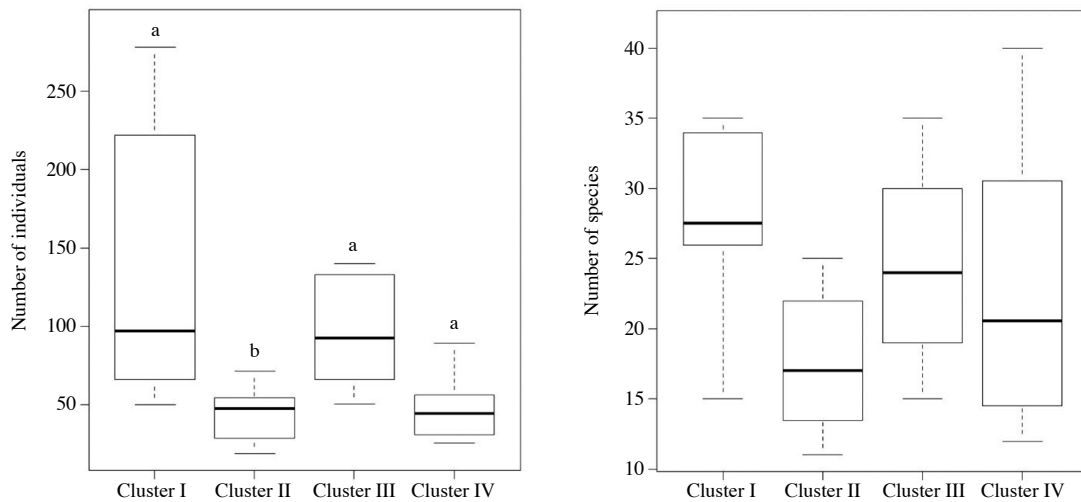 Number of individuals
250
200
150
100
50
a
b
a
a
Cluster I Cluster II Cluster III Cluster IV
Number of species
40
35
30
25
20
15
10
Cluster I Cluster II Cluster III Cluster IV